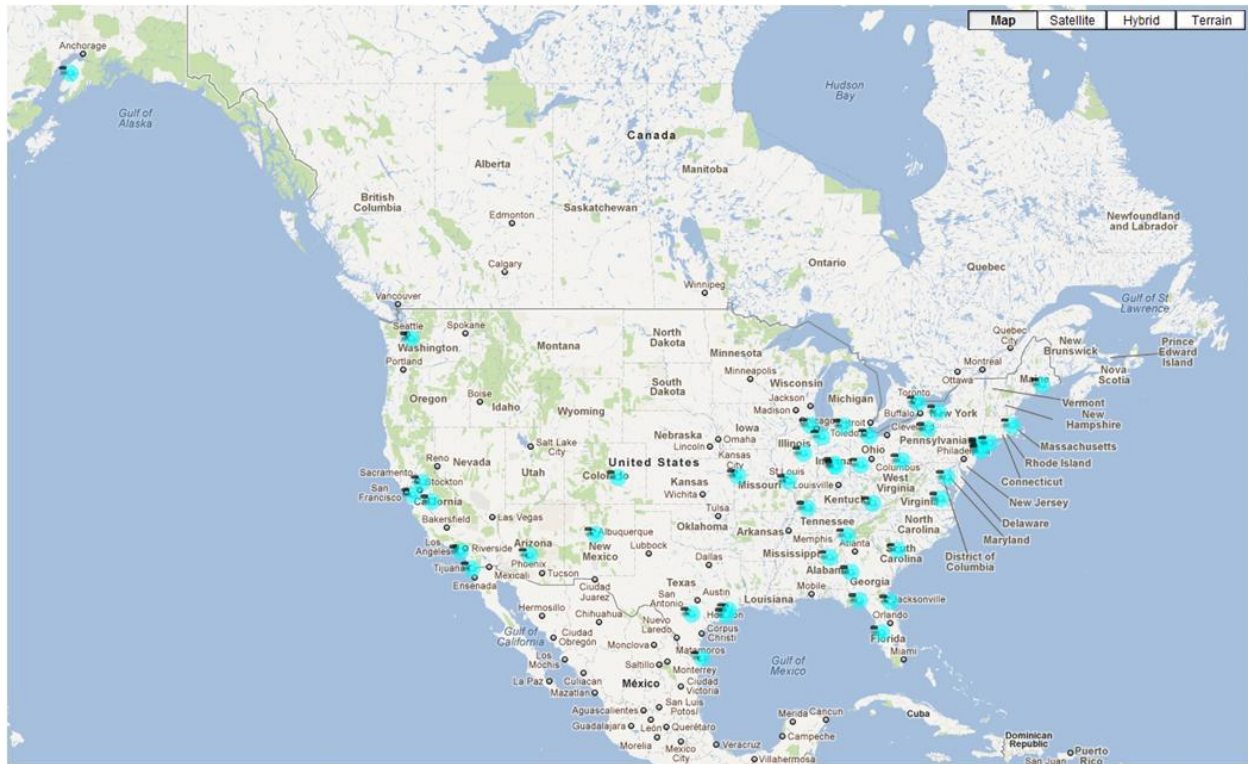 Map
Satellite
Hybrid
Terrain
Anchorage
Gulf of
Alaska
Hudson
Bay
Canada
Alberta
Manitoba
British
Columbia
Saskatchewan
Edmonton
Newfoundland
and Labrador
Calgary
Ontario
Quebec
Winnipeg
Vancouver
Gulf of St
Lawrence
Seattle
Spokane
Washington
North
Dakota
Montana
Minnesota
Quebec
City
New
Brunswick
Prince
Edward
Island
Portland
Minneapolis
Montreal
Ottawa
Nova
Scotia
South
Dakota
Wisconsin
Michigan
Toronto
Vermont
Oregon
Boise
Idaho
Wyoming
Jackson
Madison
Buffalo
New York
New
Hampshire
Iowa
Toledo
Illinois
Pennsylvania
Massachusetts
Nebraska
Omaha
Lincoln
Salt Lake
City
Reno
Nevada
Utah
United States
Kansas
City
Columbus
Rhode Island
Sacramento
Stockton
San
Francisco
Kansas
Missouri
St Louis
Louisville
West
Virginia
Connecticut
Wichita
Virginia
New Jersey
Las Vegas
Bakersfield
Tulsa
Oklahoma
Tennessee
North
Carolina
Delaware
Maryland
Albuquerque
Arkansas
Memphis
Atlanta
Los
Angeles
Riverside
Arizona
New
Mexico
Lubbock
Mississippi
South
Carolina
District of
Columbia
Phoenix
Tucson
Dallas
Tijuana
Mexicali
Ensenada
Texas
Georgia
Ciudad
Juarez
Austin
Louisiana
Mobile
San
Antonio
Orlando
Hermosillo
Chihuahua
Nuevo
Laredo
Corpus
Christi
Florida
Gulf of
California
Ciudad
Obregón
Monclova
Matamoros
Miami
Los
Mochis
Saltillo
Monterrey
Gulf of
Mexico
La Paz
Culiacan
Mazatlan
México
Ciudad
Victoria
Aguascalientes
San Luis
Potosí
Merida
Cancun
Cuba
Guadalajara
León
Querétaro
Campeche
Dominican
Republic
Morelia
Mexico
City
Veracruz
Villahermosa
San Juan
Puerto
Rico